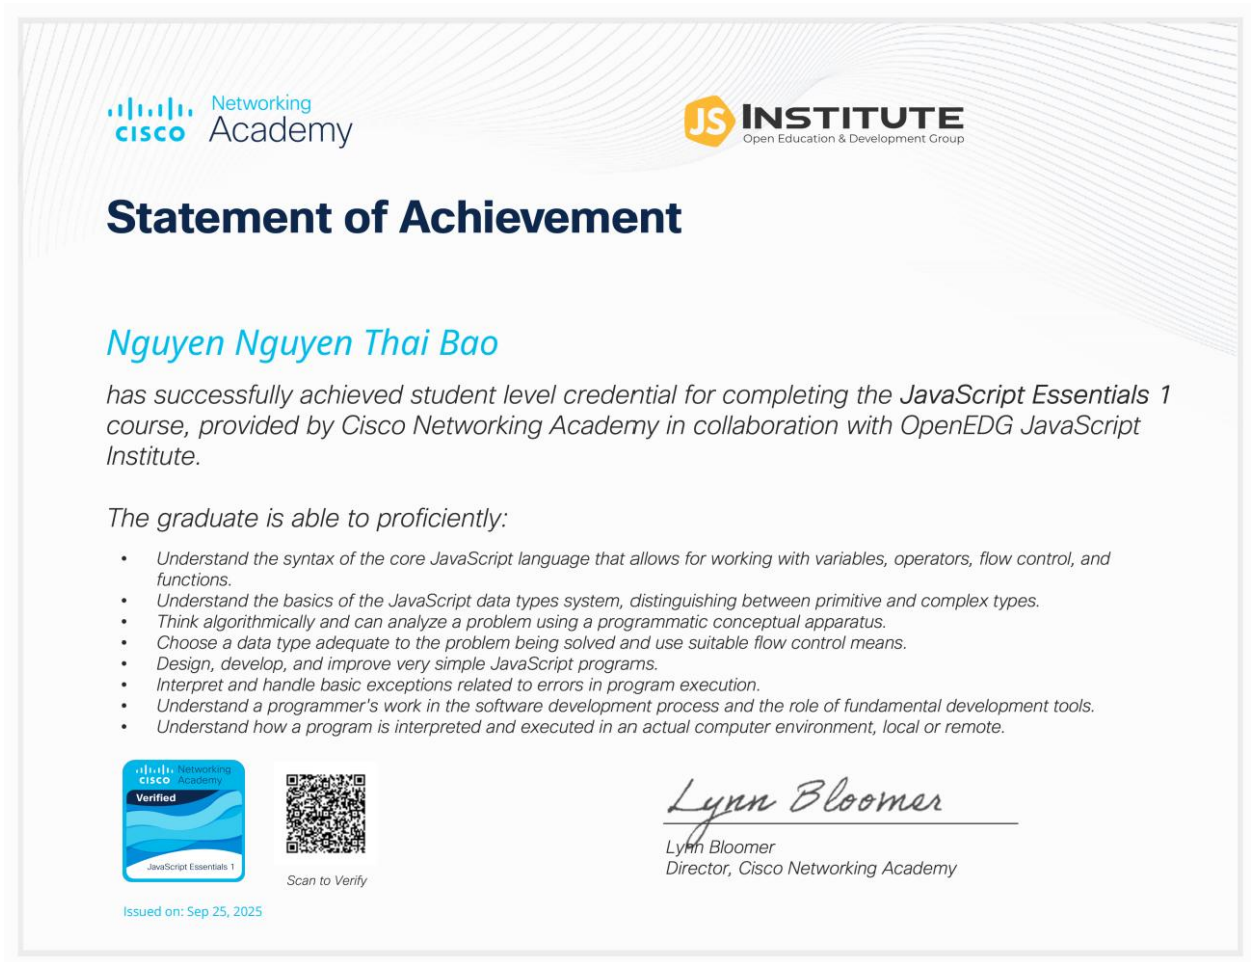 CISCO
Networking
Academy
JS INSTITUTE
Open Education & Development Group
Statement of Achievement
Nguyen Nguyen Thai Bao
has successfully achieved student level credential for completing the JavaScript Essentials 1
course, provided by Cisco Networking Academy in collaboration with OpenEDG JavaScript
Institute.
The graduate is able to proficiently:
• Understand the syntax of the core JavaScript language that allows for working with variables, operators, flow control, and
functions.
• Understand the basics of the JavaScript data types system, distinguishing between primitive and complex types.
• Think algorithmically and can analyze a problem using a programmatic conceptual apparatus.
• Choose a data type adequate to the problem being solved and use suitable flow control means.
• Design, develop, and improve very simple JavaScript programs.
• Interpret and handle basic exceptions related to errors in program execution.
• Understand a programmer's work in the software development process and the role of fundamental development tools.
• Understand how a program is interpreted and executed in an actual computer environment, local or remote.
CISCO
Networking
Academy
Verified
JavaScript Essentials 1
Scan to Verify
Issued on: Sep 25, 2025
Lynn Bloomer
Lynn Bloomer
Director, Cisco Networking Academy